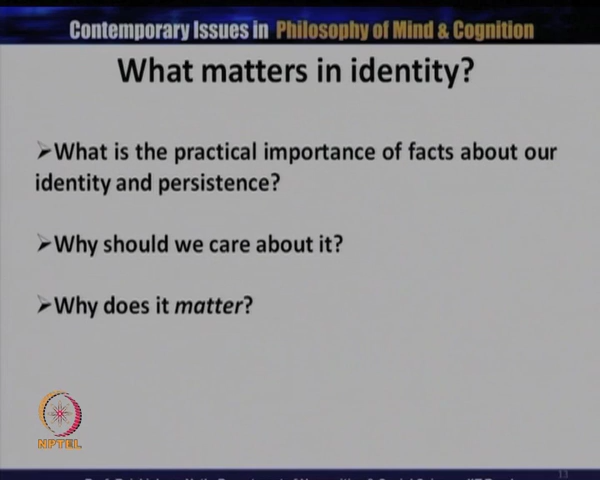 Contemporary Issues in Philosophy of Mind & Cognition
What matters in identity?
➢What is the practical importance of facts about our
identity and persistence?
➢Why should we care about it?
➢Why does it matter?
NPTEL
13